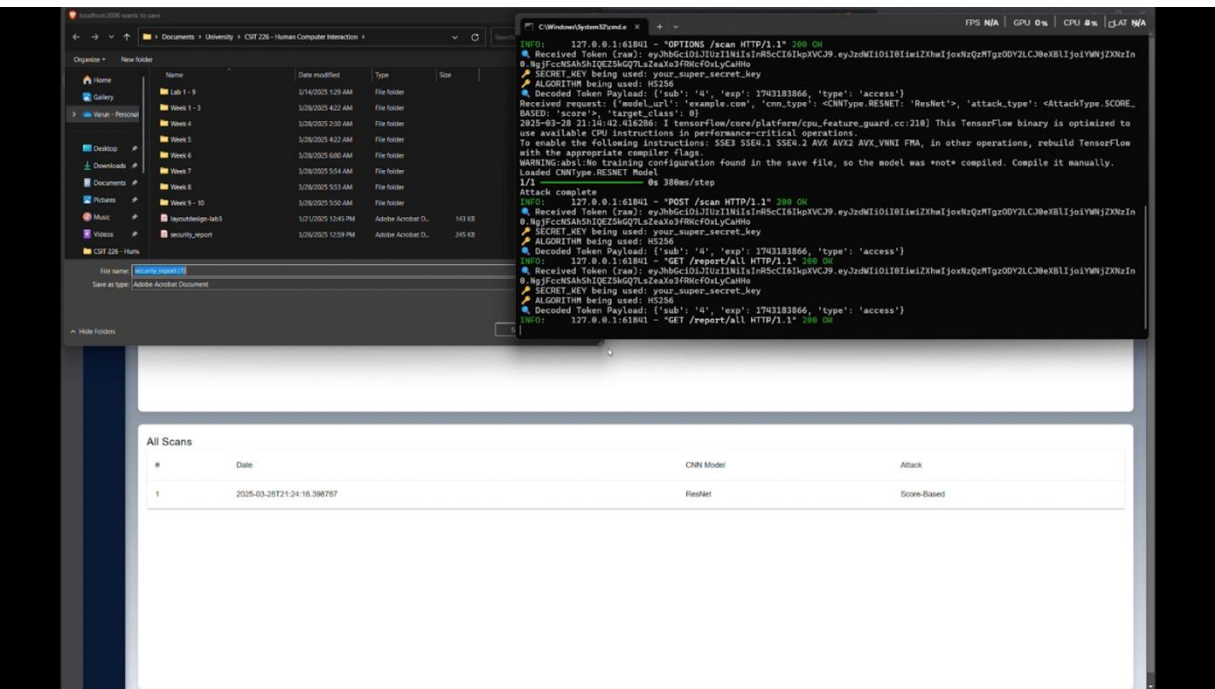 localhost:3000 wants to save
Documents › University › CSIT 226 - Human Computer Interaction ›
Organize
New folder
Home
Gallery
Varun - Personal
Desktop
Downloads
Documents
Pictures
Music
Videos
CSIT 226 - Hum
Name Date modified Type Size
Lab 1 - 9 3/14/2025 1:29 AM File folder
Week 1 - 3 3/28/2025 4:22 AM File folder
Week 4 3/28/2025 2:30 AM File folder
Week 5 3/28/2025 4:22 AM File folder
Week 6 3/28/2025 6:00 AM File folder
Week 7 3/28/2025 5:54 AM File folder
Week 8 3/28/2025 5:53 AM File folder
Week 9 - 10 3/28/2025 5:50 AM File folder
layoutdesign-lab3 1/21/2025 12:45 PM Adobe Acrobat D... 143 KB
security_report 3/26/2025 12:59 PM Adobe Acrobat D... 245 KB
File name: security_report (1)
Save as type: Adobe Acrobat Document
Hide Folders
C:\Windows\System32\cmd.e
FPS N/A GPU 0% CPU 8% LAT N/A
INFO: 127.0.0.1:61841 - "OPTIONS /scan HTTP/1.1" 200 OK
Received Token (raw):
SECRET_KEY being used: your_super_secret_key
ALGORITHM being used: HS256
Decoded Token Payload: {'sub': '4', 'exp': 1743183866, 'type': 'access'}
Received request: {'model_url': 'example.com', 'cnn_type': <CNNType.RESNET: 'ResNet'>, 'attack_type': <AttackType.SCORE_
BASED: 'score'>, 'target_class': 0}
2025-03-28 21:14:42.416286: I tensorflow/core/platform/cpu_feature_guard.cc:210] This TensorFlow binary is optimized to
use available CPU instructions in performance-critical operations.
To enable the following instructions: SSE3 SSE4.1 SSE4.2 AVX AVX2 AVX_VNNI FMA, in other operations, rebuild TensorFlow
with the appropriate compiler flags.
WARNING:absl:No training configuration found in the save file, so the model was *not* compiled. Compile it manually.
Loaded CNNType.RESNET Model
1/1 0s 380ms/step
Attack complete
INFO: 127.0.0.1:61841 - "POST /scan HTTP/1.1" 200 OK
Received Token (raw):
SECRET_KEY being used: your_super_secret_key
ALGORITHM being used: HS256
Decoded Token Payload: {'sub': '4', 'exp': 1743183866, 'type': 'access'}
INFO: 127.0.0.1:61841 - "GET /report/all HTTP/1.1" 200 OK
Received Token (raw):
SECRET_KEY being used: your_super_secret_key
ALGORITHM being used: HS256
Decoded Token Payload: {'sub': '4', 'exp': 1743183866, 'type': 'access'}
INFO: 127.0.0.1:61841 - "GET /report/all HTTP/1.1" 200 OK
All Scans
# Date CNN Model Attack
1 2025-03-28T21:24:16.398787 ResNet Score-Based